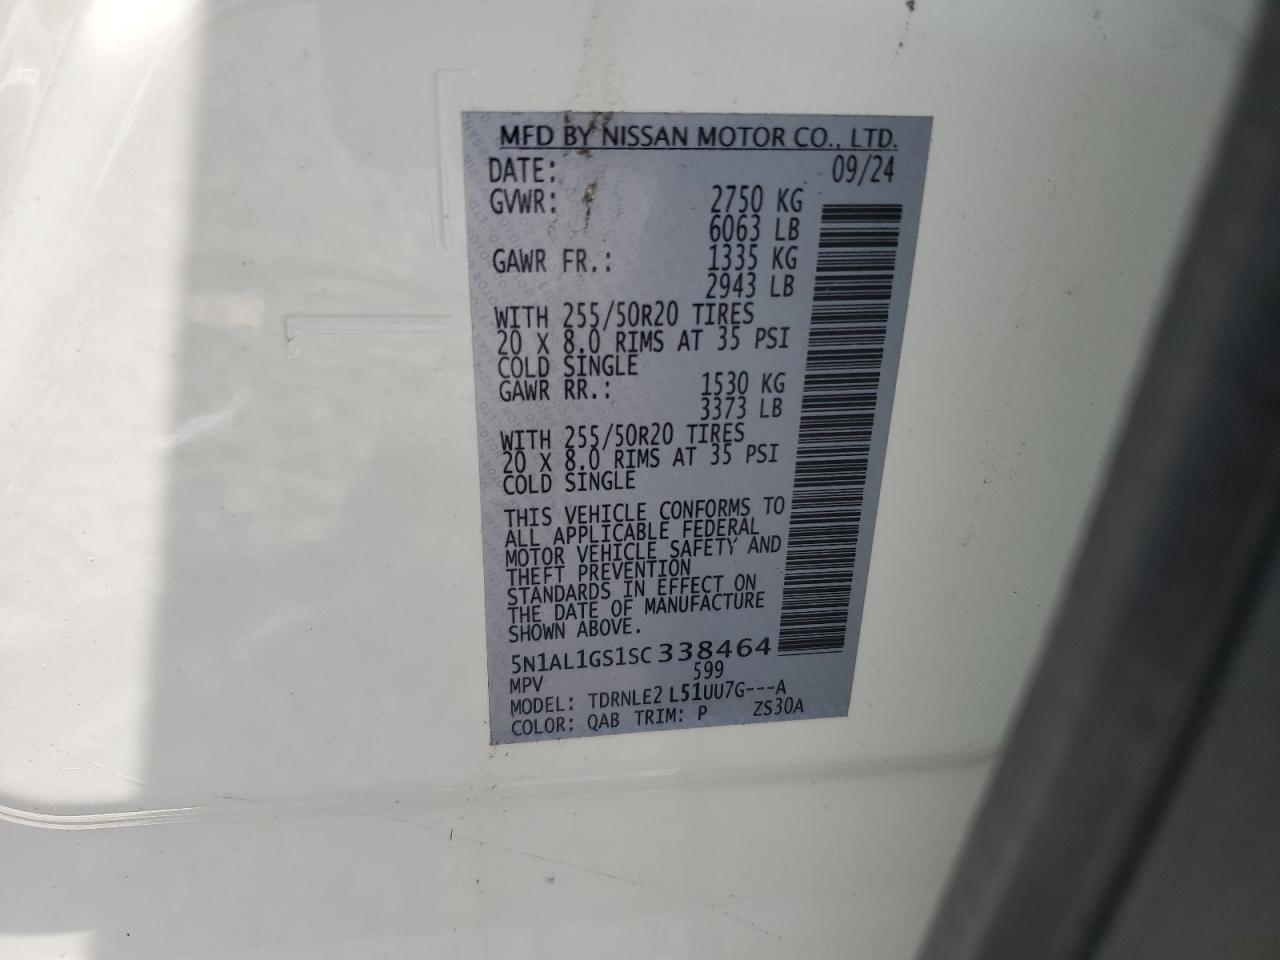 MFD BY NISSAN MOTOR CO., LTD.
DATE: 09/24
GVWR: 2750 KG
6063 LB
GAWR FR.: 1335 KG
2943 LB
WITH 255/50R20 TIRES
20 X 8.0 RIMS AT 35 PSI
COLD SINGLE
GAWR RR.: 1530 KG
3373 LB
WITH 255/50R20 TIRES
20 X 8.0 RIMS AT 35 PSI
COLD SINGLE
THIS VEHICLE CONFORMS TO
ALL APPLICABLE FEDERAL
MOTOR VEHICLE SAFETY AND
THEFT PREVENTION
STANDARDS IN EFFECT ON
THE DATE OF MANUFACTURE
SHOWN ABOVE.
5N1AL1GS1SC338464
MPV 599
MODEL: TDRNLE2 L51UU7G---A
COLOR: QAB TRIM: P ZS30A